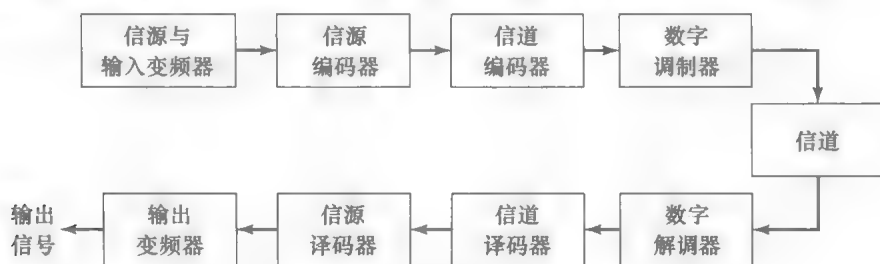 信源与
输入变频器
信源
编码器
信道
编码器
数字
调制器
信道
输出
信号
输出
变频器
信源
译码器
信道
译码器
数字
解调器